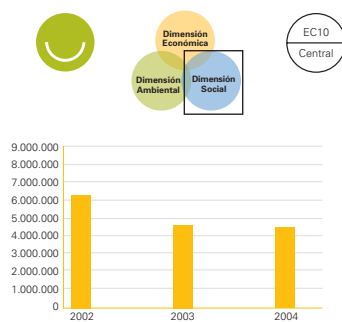 Dimensión
Económica
Dimensión
Ambiental
Dimensión
Social
EC10
Central
9.000.000
8.000.000
7.000.000
6.000.000
5.000.000
4.000.000
3.000.000
2.000.000
1.000.000
0
2002
2003
2004